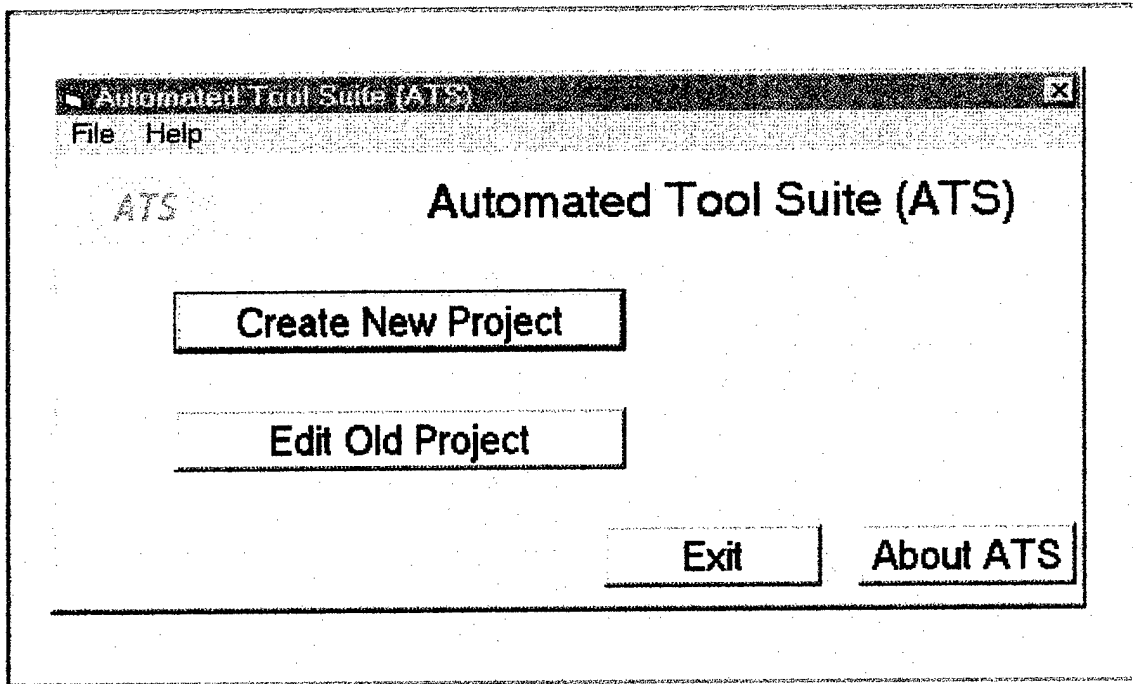 Automated Tool Suite (ATS)
File Help
ATS
Automated Tool Suite (ATS)
Create New Project
Edit Old Project
Exit About ATS